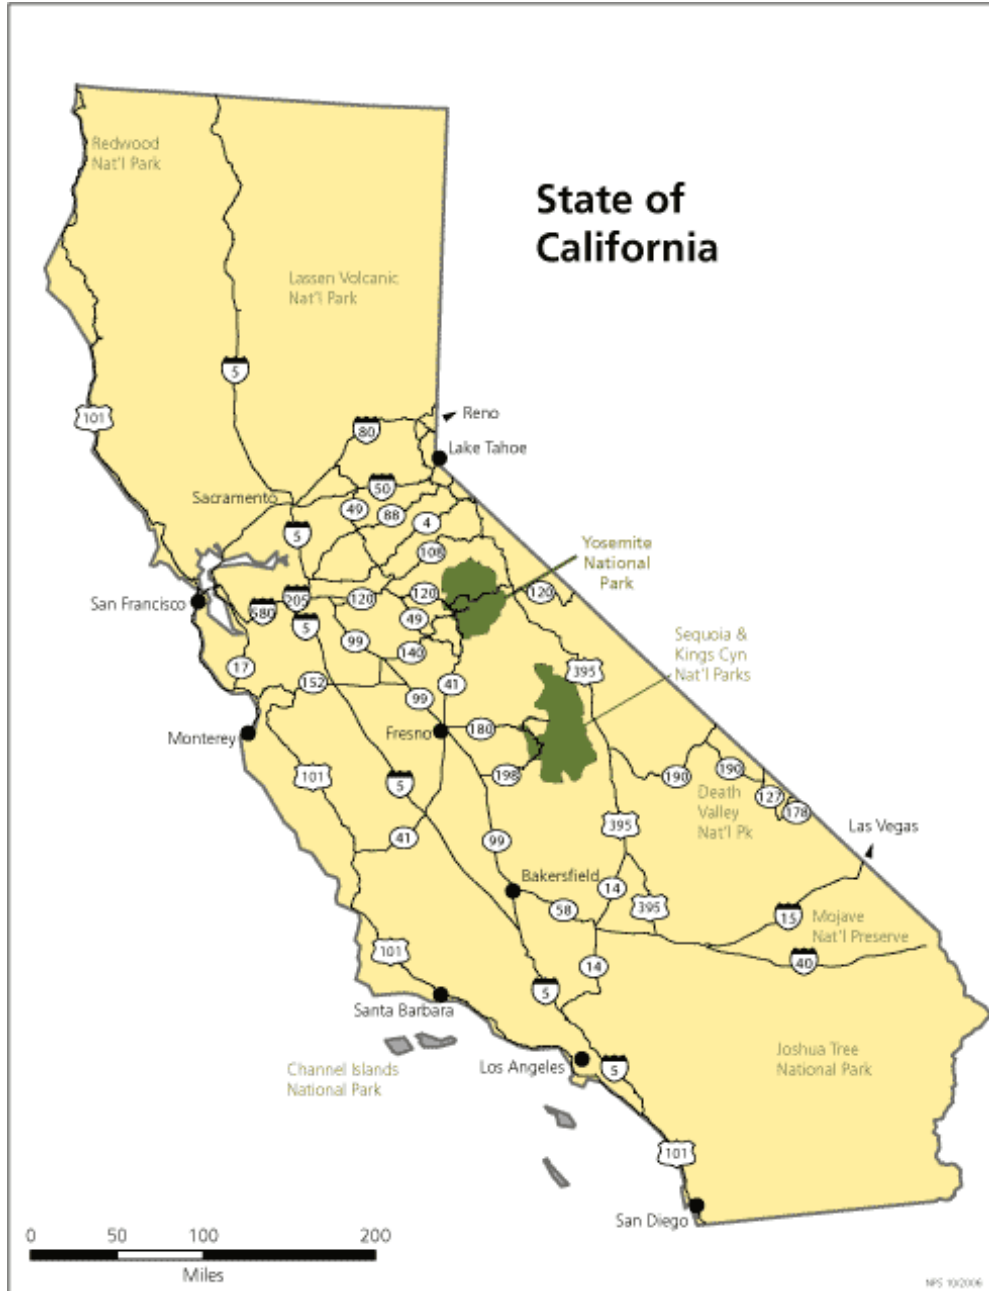 State of
California
Redwood
Nat'l Park
Lassen Volcanic
Nat'l Park
5
101
80
Reno
Lake Tahoe
Sacramento
50
49
88
4
5
108
Yosemite
National
Park
San Francisco
580
205
120
120
120
5
99
49
140
17
152
41
99
395
Sequoia &
Kings Cyn
Nat'l Parks
Monterey
Fresno
180
101
5
198
190
190
127
178
Death
Valley
Nat'l Pk
41
99
395
Las Vegas
Bakersfield
14
58
395
15
Mojave
Nat'l Preserve
101
14
40
5
Santa Barbara
Channel Islands
National Park
Los Angeles
5
Joshua Tree
National Park
101
San Diego
0 50 100 200
Miles
NPS 10/2006